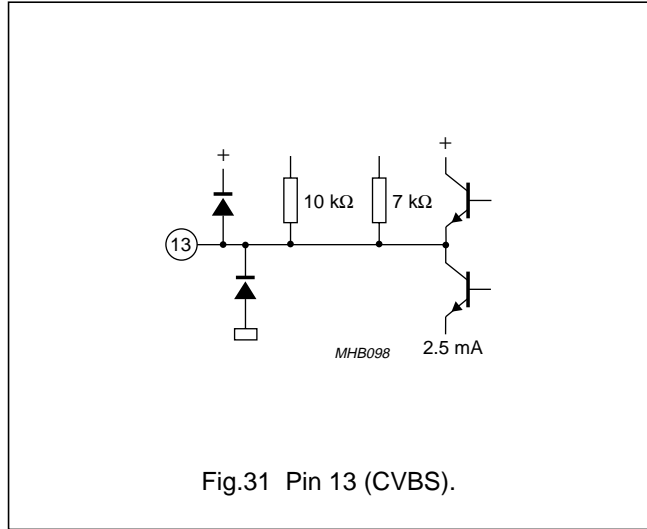 +
+
10 kΩ
7 kΩ
13
MHB098
2.5 mA
Fig.31 Pin 13 (CVBS).